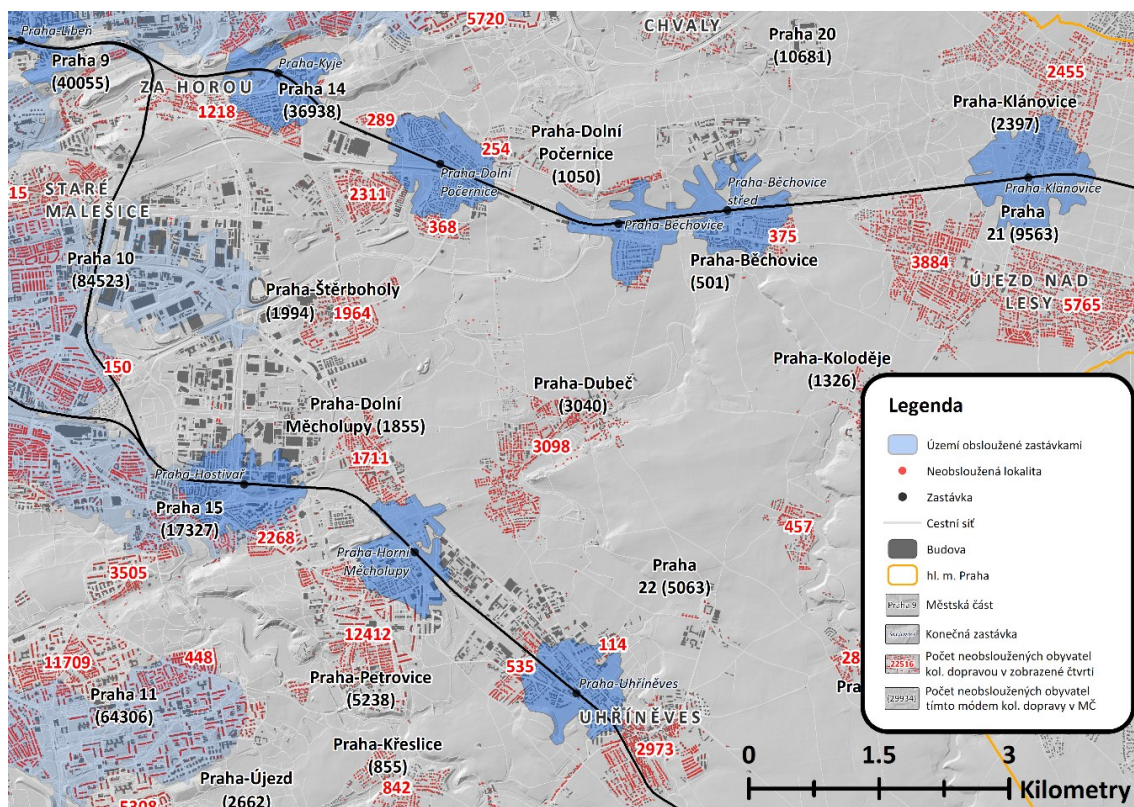 5720
CHVALY
Praha 20
(10681)
Praha-Libeň
Praha 9
(40055)
Praha-Kyje
ZA HOROU
Praha 14
(36938)
1218
289
2455
Praha-Klánovice
(2397)
Praha-Dolní
Počernice
(1050)
254
Praha-Dolní
Počernice
2311
368
Praha-Běchovice
Praha-Běchovice
střed
375
Praha-Běchovice
(501)
Praha-Klánovice
Praha
21 (9563)
15
STARÉ
MALEŠICE
Praha 10
(84523)
3884
ÚJEZD NAD
LESY
5765
Praha-Štěrboholy
(1994)
1964
150
Praha-Koloděje
(1326)
Praha-Dubeč
(3040)
3098
Praha-Dolní
Měcholupy (1855)
1711
Praha-Hostivař
Praha 15
(17327)
2268
3505
457
Praha-Horní
Měcholupy
Praha
22 (5063)
12412
114
535
28
Pra
11709
448
Praha 11
(64306)
Praha-Petrovice
(5238)
Praha-Uhříněves
UHŘÍNĚVES
2973
Praha-Křeslice
(855)
842
Praha-Újezd
(2662)
5308
Legenda
Území obsloužené zastávkami
Neobsloužená lokalita
Zastávka
Cestní síť
Budova
hl. m. Praha
Praha 9
Městská část
Konečná zastávka
22516
Počet neobsloužených obyvatel
kol. dopravou v zobrazené čtvrti
(29934)
Počet neobsloužených obyvatel
tímto módem kol. dopravy v MČ
0
1.5
3
Kilometry